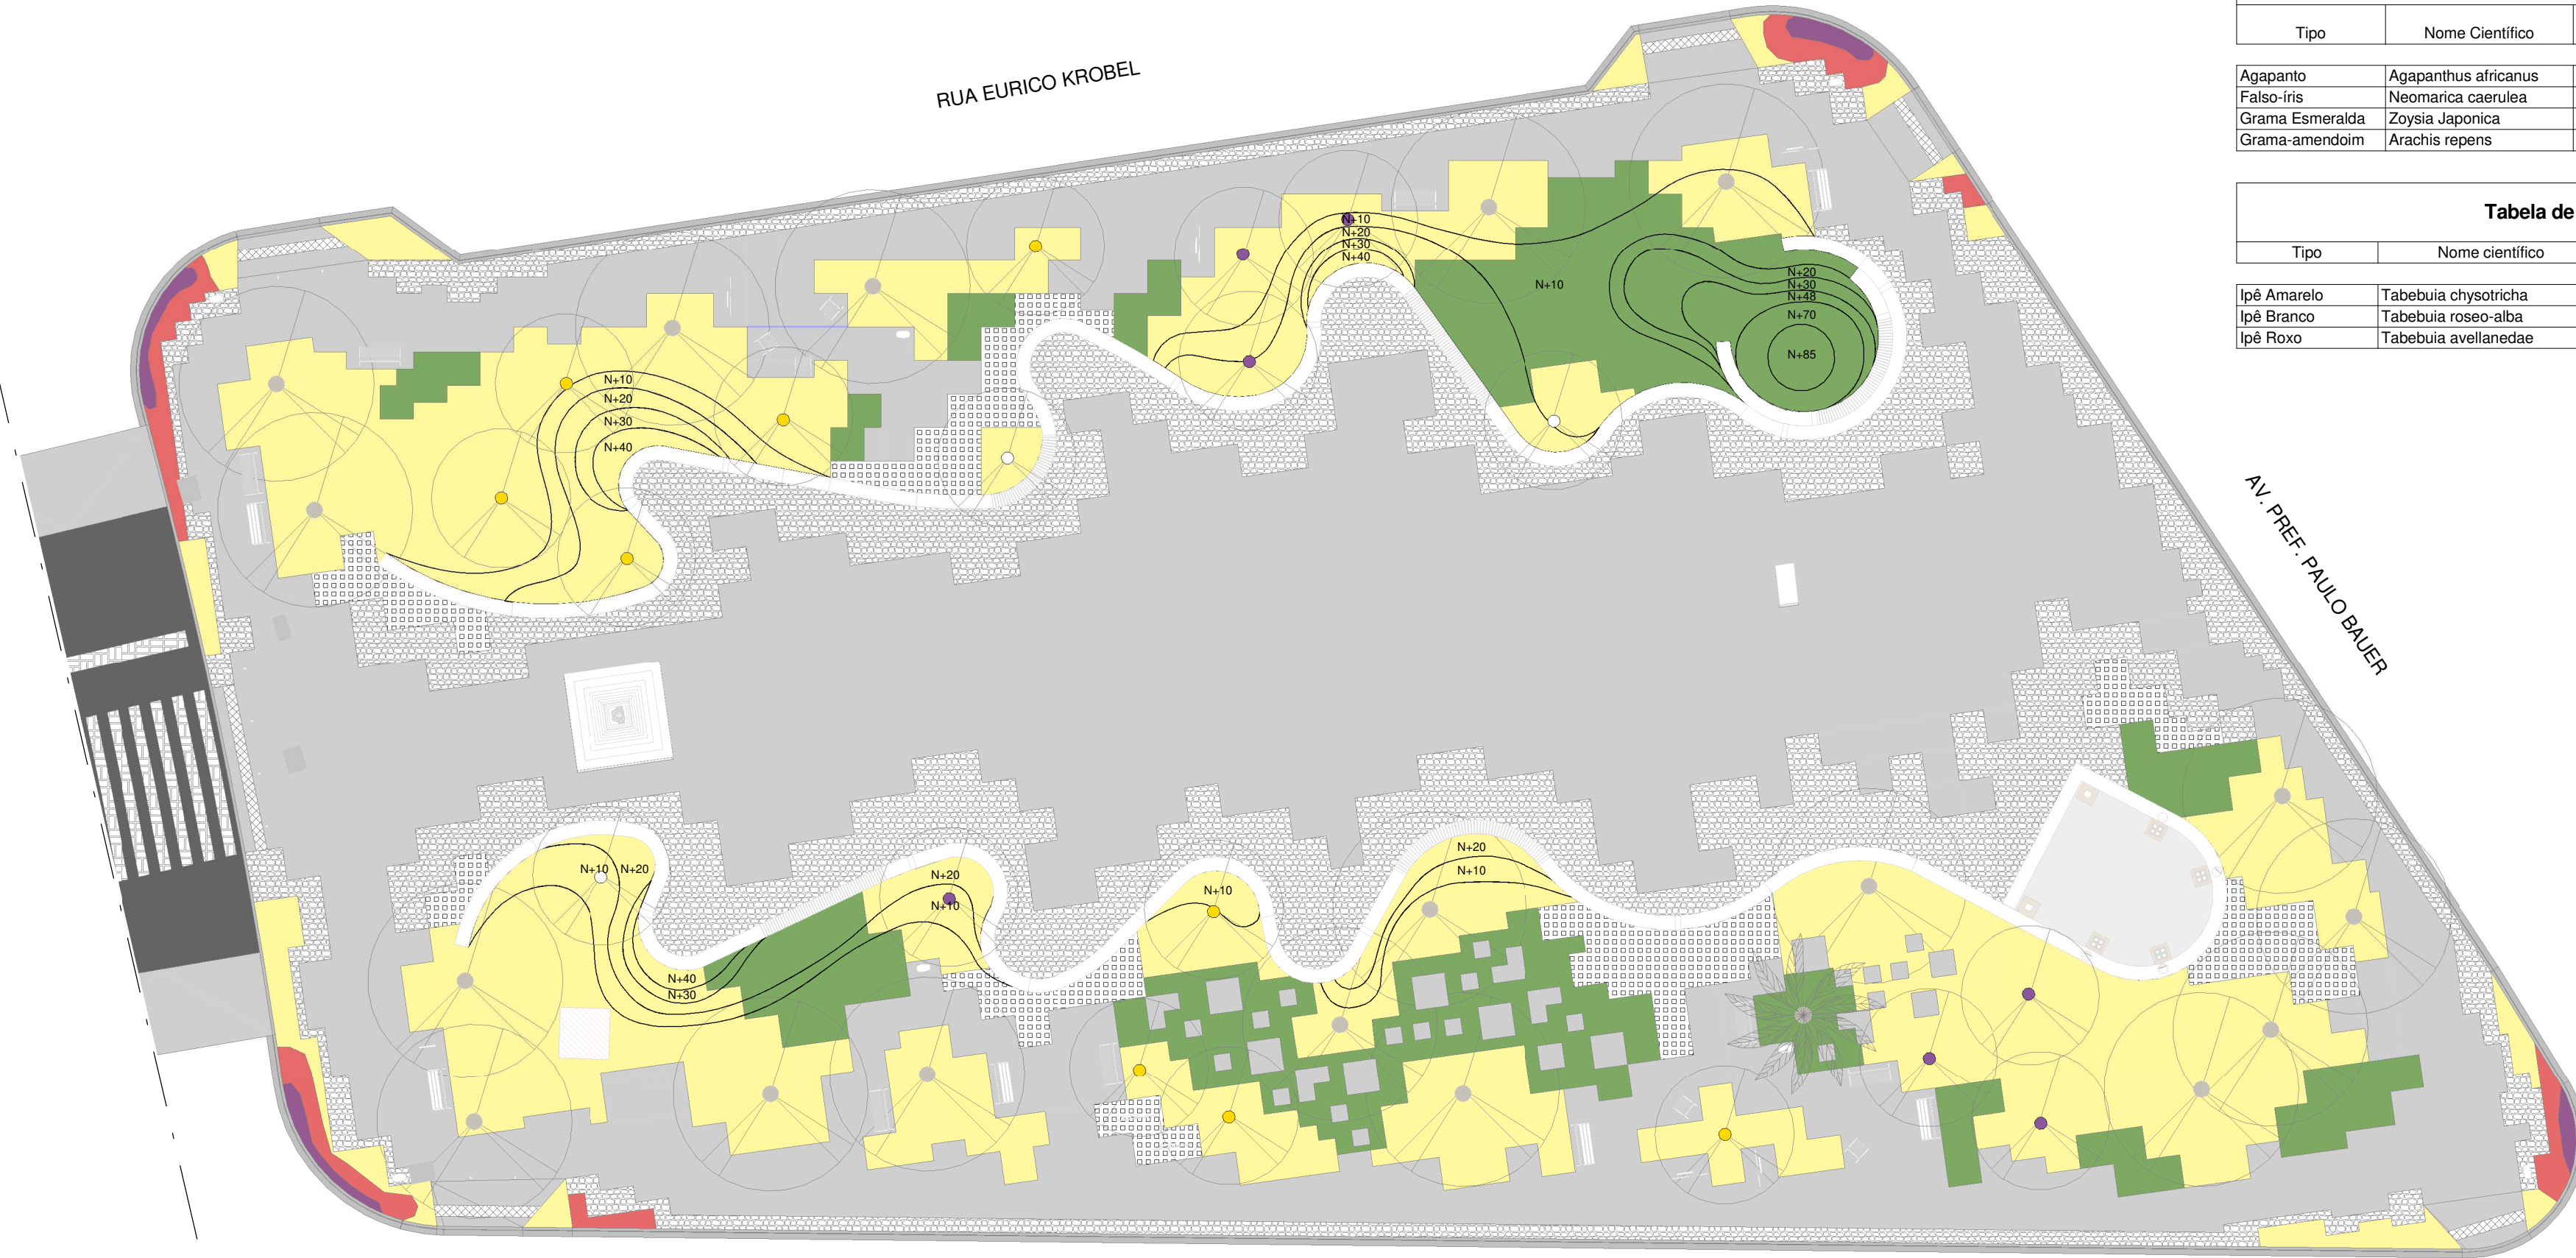 Tipo Nome Científico
Agapanto Agapanthus africanus
Falso-íris Neomarica caerulea
Grama Esmeralda Zoysia Japonica
Grama-amendoim Arachis repens
Tabela de
Tipo Nome científico
Ipê Amarelo Tabebuia chysotricha
Ipê Branco Tabebuia roseo-alba
Ipê Roxo Tabebuia avellanedae
RUA EURICO KROBEL
AV. PREF. PAULO BAUER
N+10
N+20
N+30
N+40
N+10
N+20
N+30
N+40
N+10
N+20
N+30
N+48
N+70
N+85
N+10 N+20
N+40
N+30
N+20
N+10
N+10
N+20
N+10